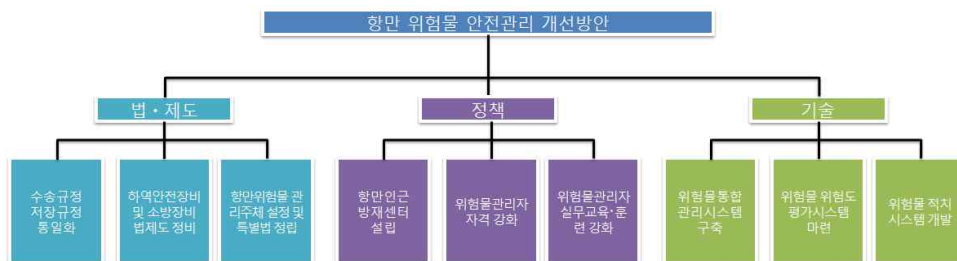 항만 위험물 안전관리 개선방안
법·제도
정책
기술
수송규정
저장규정
통일화
하역안전장비
및 소방장비
법제도 정비
항만위험물 관
리주체 설정 및
특별법 정립
항만인근
방재센터
설립
위험물관리자
자격 강화
위험물관리자
실무교육·훈
련 강화
위험물통합
관리시스템
구축
위험물 위험도
평가시스템
마련
위험물 적치
시스템 개발